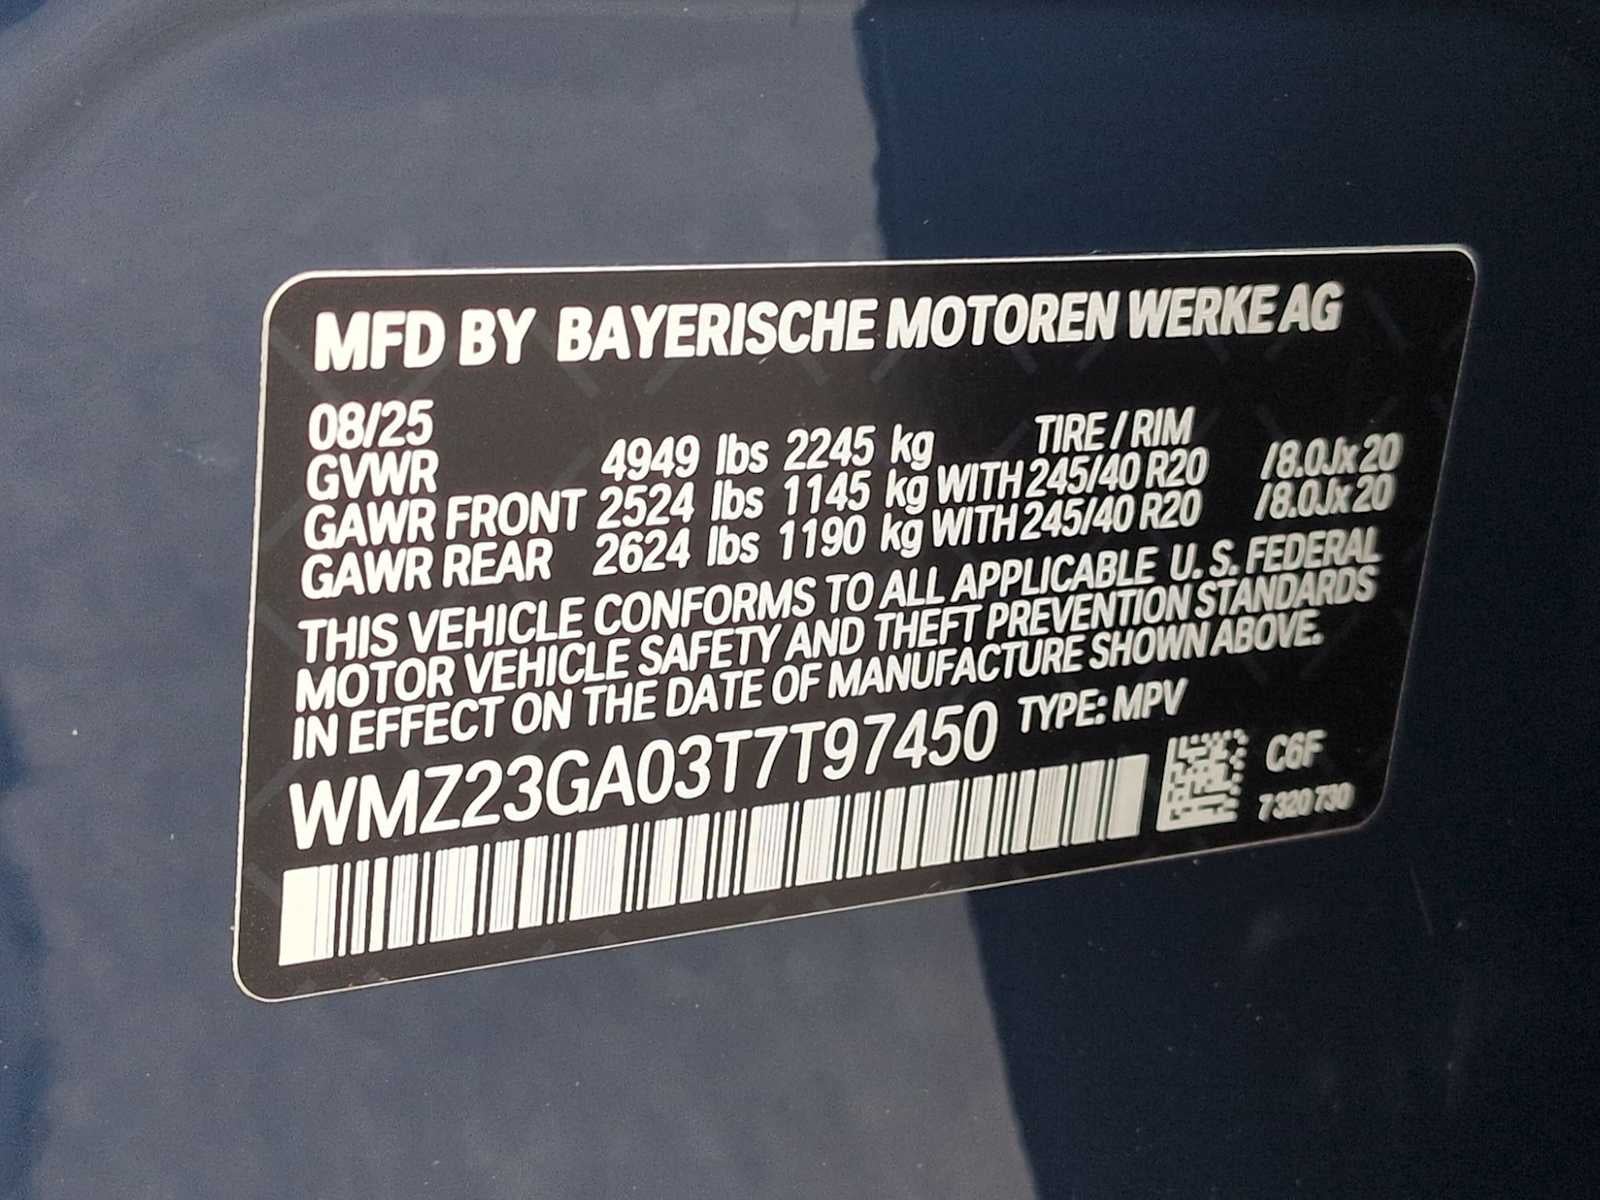 MFD BY BAYERISCHE MOTOREN WERKE AG
08/25 TIRE / RIM
GVWR 4949 lbs 2245 kg
GAWR FRONT 2524 lbs 1145 kg WITH 245/40 R20 /8.0Jx20
GAWR REAR 2624 lbs 1190 kg WITH 245/40 R20 /8.0Jx20
THIS VEHICLE CONFORMS TO ALL APPLICABLE U. S. FEDERAL
MOTOR VEHICLE SAFETY AND THEFT PREVENTION STANDARDS
IN EFFECT ON THE DATE OF MANUFACTURE SHOWN ABOVE.
WMZ23GA03T7T97450 TYPE: MPV
C6F
7 320 730